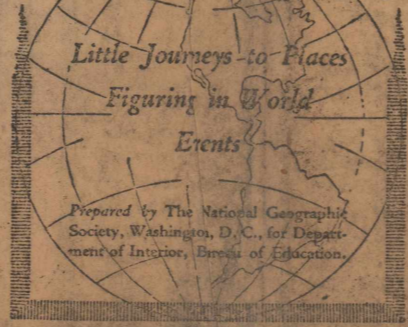 Little Journeys to Places
Figuring in World
Events
Prepared by The National Geographic
Society, Washington, D. C., for Depart-
ment of Interior, Bureau of Education.